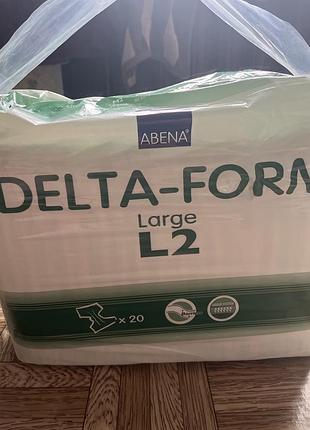 ABENA®
DELTA-FORM
Large
L2
x 20